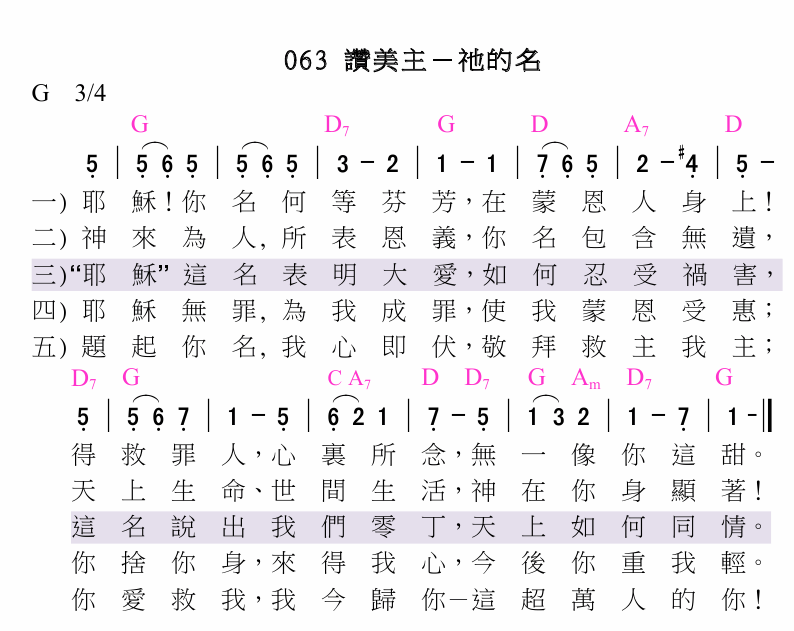 063 讚美主－祂的名
G 3/4
G D7 G D A7 D
5 | 5 6 5 | 5 6 5 | 3 - 2 | 1 - 1 | 7 6 5 | 2 - #4 | 5 -
一) 耶穌！你名何等芬芳，在蒙恩人身上！
二) 神來為人, 所表恩義，你名包含無遺，
三)“耶穌”這名表明大愛，如何忍受禍害，
四) 耶穌無罪, 為我成罪，使我蒙恩受惠；
五) 題起你名, 我心即伏，敬拜救主我主；
D7 G C A7 D D7 G Am D7 G
5 | 5 6 7 | 1 - 5 | 6 2 1 | 7 - 5 | 1 3 2 | 1 - 7 | 1 - ‖
得救罪人，心裏所念，無一像你這甜。
天上生命、世間生活，神在你身顯著！
這名說出我們零丁，天上如何同情。
你捨你身，來得我心，今後你重我輕。
你愛救我，我今歸你－這超萬人的你！